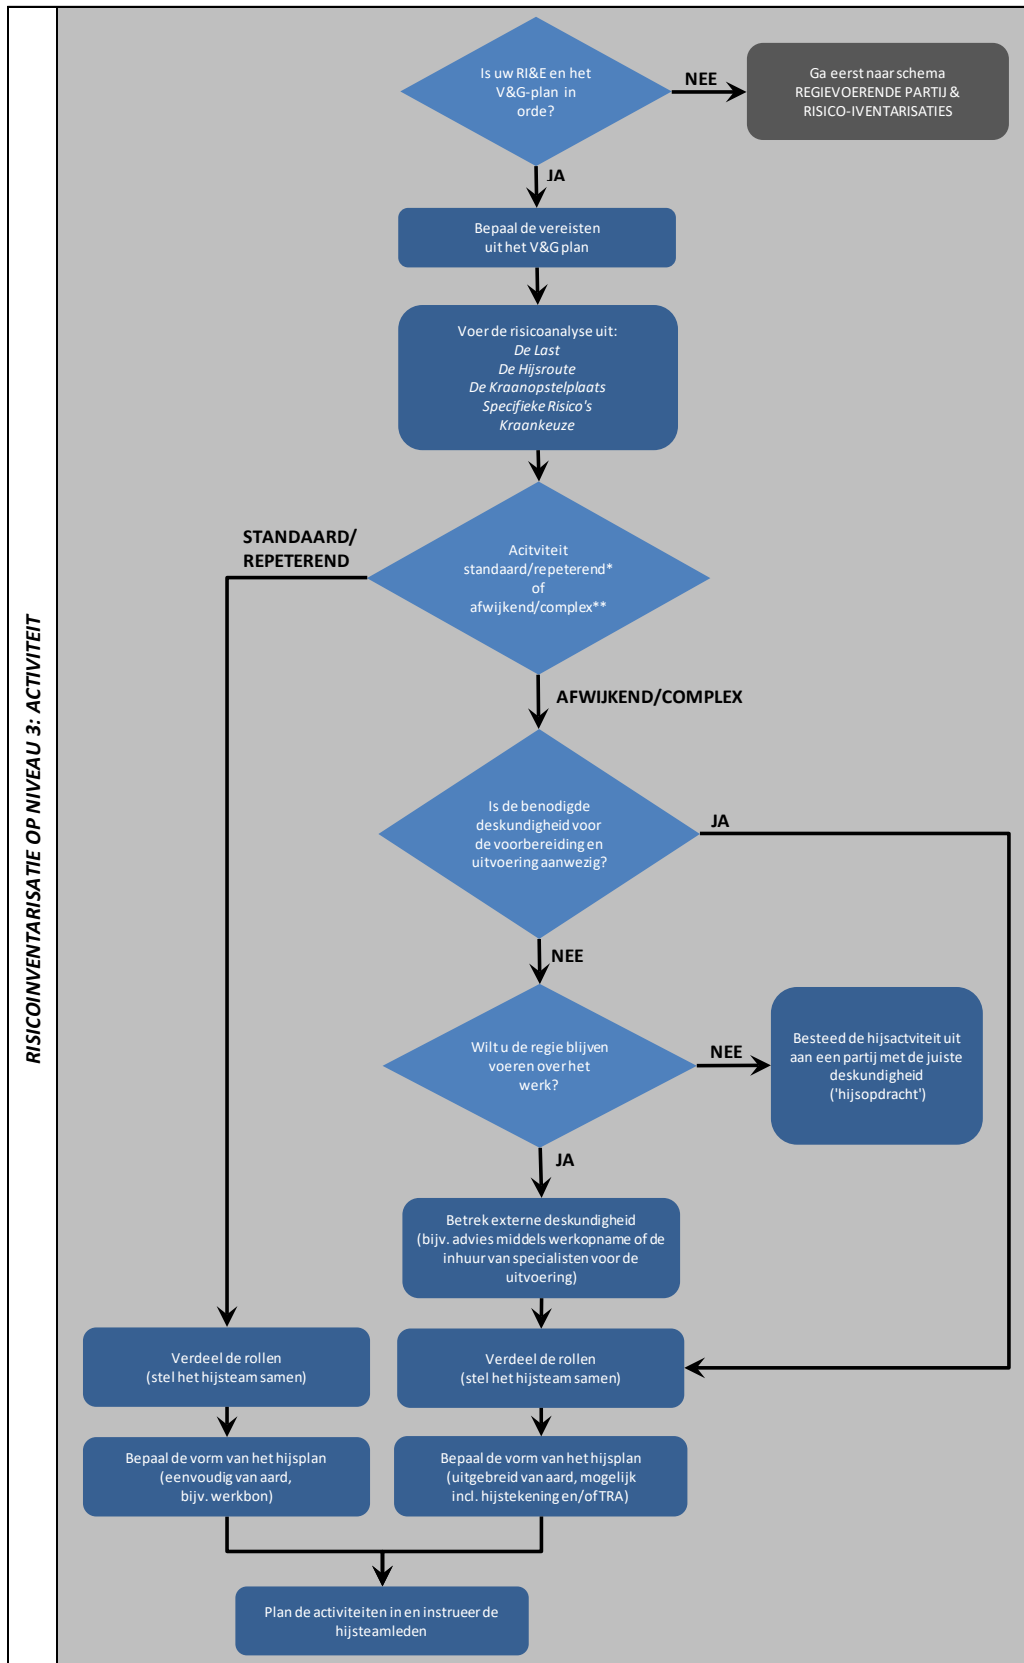 RISICOINVENTARISATIE OP NIVEAU 3: ACTIVITEIT
Is uw RI&E en het
V&G-plan in
orde?
NEE
Ga eerst naar schema
REGIEVOERENDE PARTIJ &
RISICO-IVENTARISATIES
JA
Bepaal de vereisten
uit het V&G plan
Voer de risicoanalyse uit:
De Last
De Hijsroute
De Kraanopstelplaats
Specifieke Risico's
Kraankeuze
STANDAARD/
REPETEREND
Acitviteit
standaard/repeterend*
of
afwijkend/complex**
AFWIJKEND/COMPLEX
Is de benodigde
deskundigheid voor
de voorbereiding en
uitvoering aanwezig?
JA
NEE
Wilt u de regie blijven
voeren over het
werk?
NEE
Besteed de hijsactviteit uit
aan een partij met de juiste
deskundigheid
('hijsopdracht')
JA
Betrek externe deskundigheid
(bijv. advies middels werkopname of de
inhuur van specialisten voor de
uitvoering)
Verdeel de rollen
(stel het hijsteam samen)
Verdeel de rollen
(stel het hijsteam samen)
Bepaal de vorm van het hijsplan
(eenvoudig van aard,
bijv. werkbon)
Bepaal de vorm van het hijsplan
(uitgebreid van aard, mogelijk
incl. hijstekening en/of TRA)
Plan de activiteiten in en instrueer de
hijsteamleden